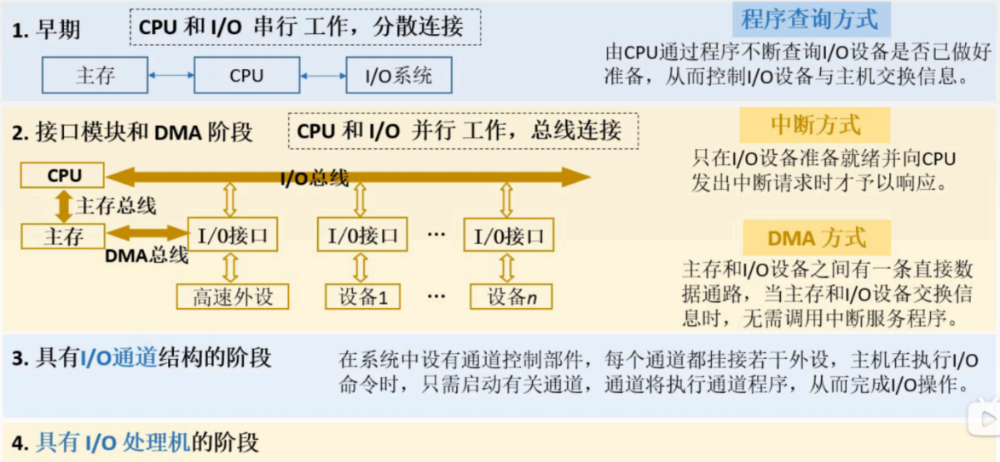 1. 早期
CPU 和 I/O 串行 工作，分散连接
程序查询方式
主存
CPU
I/O系统
由CPU通过程序不断查询I/O设备是否已做好
准备，从而控制I/O设备与主机交换信息。
2. 接口模块和 DMA 阶段
CPU 和 I/O 并行 工作，总线连接
中断方式
只在I/O设备准备就绪并向CPU
发出中断请求时才予以响应。
CPU
I/O总线
主存总线
主存
DMA总线
I/O接口
I/O接口
...
I/O接口
高速外设
设备1
...
设备n
DMA 方式
主存和I/O设备之间有一条直接数
据通路，当主存和I/O设备交换信
息时，无需调用中断服务程序。
3. 具有I/O通道结构的阶段
在系统中设有通道控制部件，每个通道都挂接若干外设，主机在执行I/O
命令时，只需启动有关通道，通道将执行通道程序，从而完成I/O操作。
4. 具有 I/O 处理机的阶段